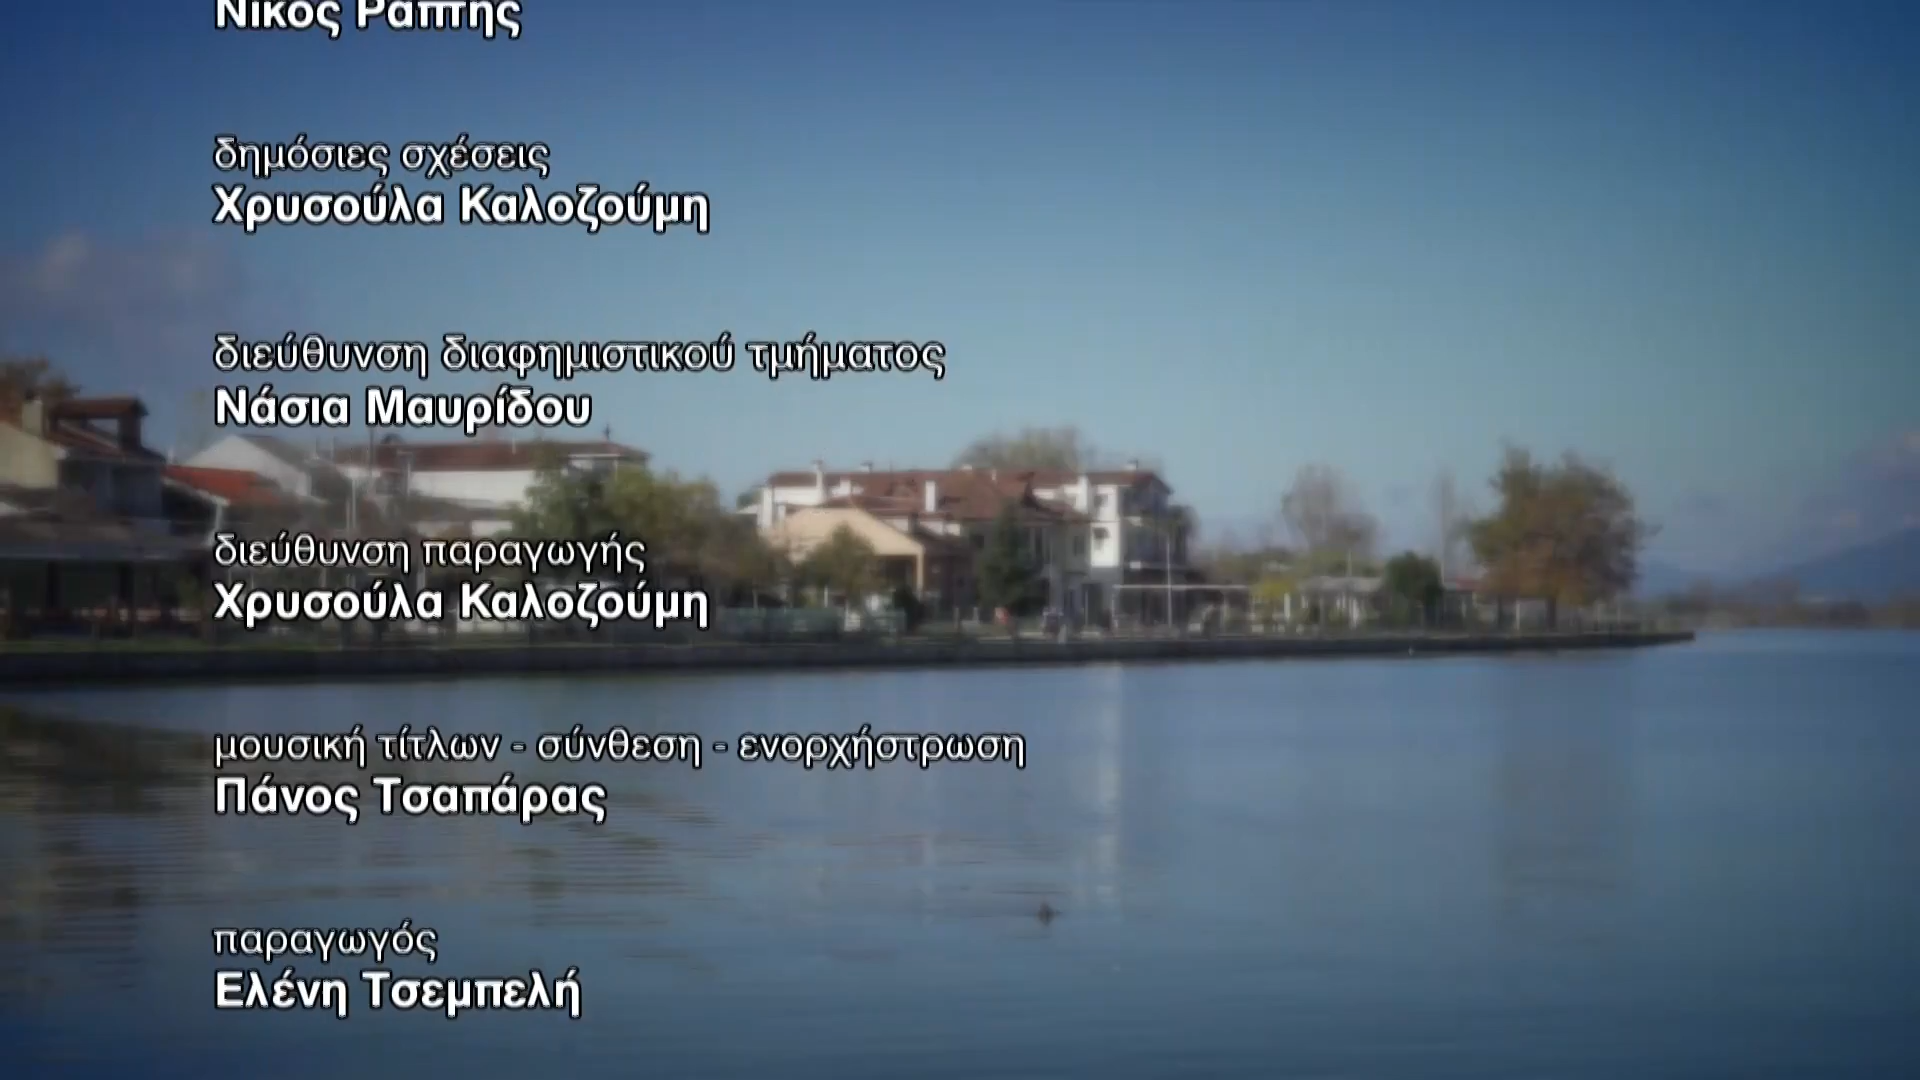 Νίκος Ράπτης
δημόσιες σχέσεις
Χρυσούλα Καλοζούμη
διεύθυνση διαφημιστικού τμήματος
Νάσια Μαυρίδου
διεύθυνση παραγωγής
Χρυσούλα Καλοζούμη
μουσική τίτλων - σύνθεση - ενορχήστρωση
Πάνος Τσαπάρας
παραγωγός
Ελένη Τσεμπελή